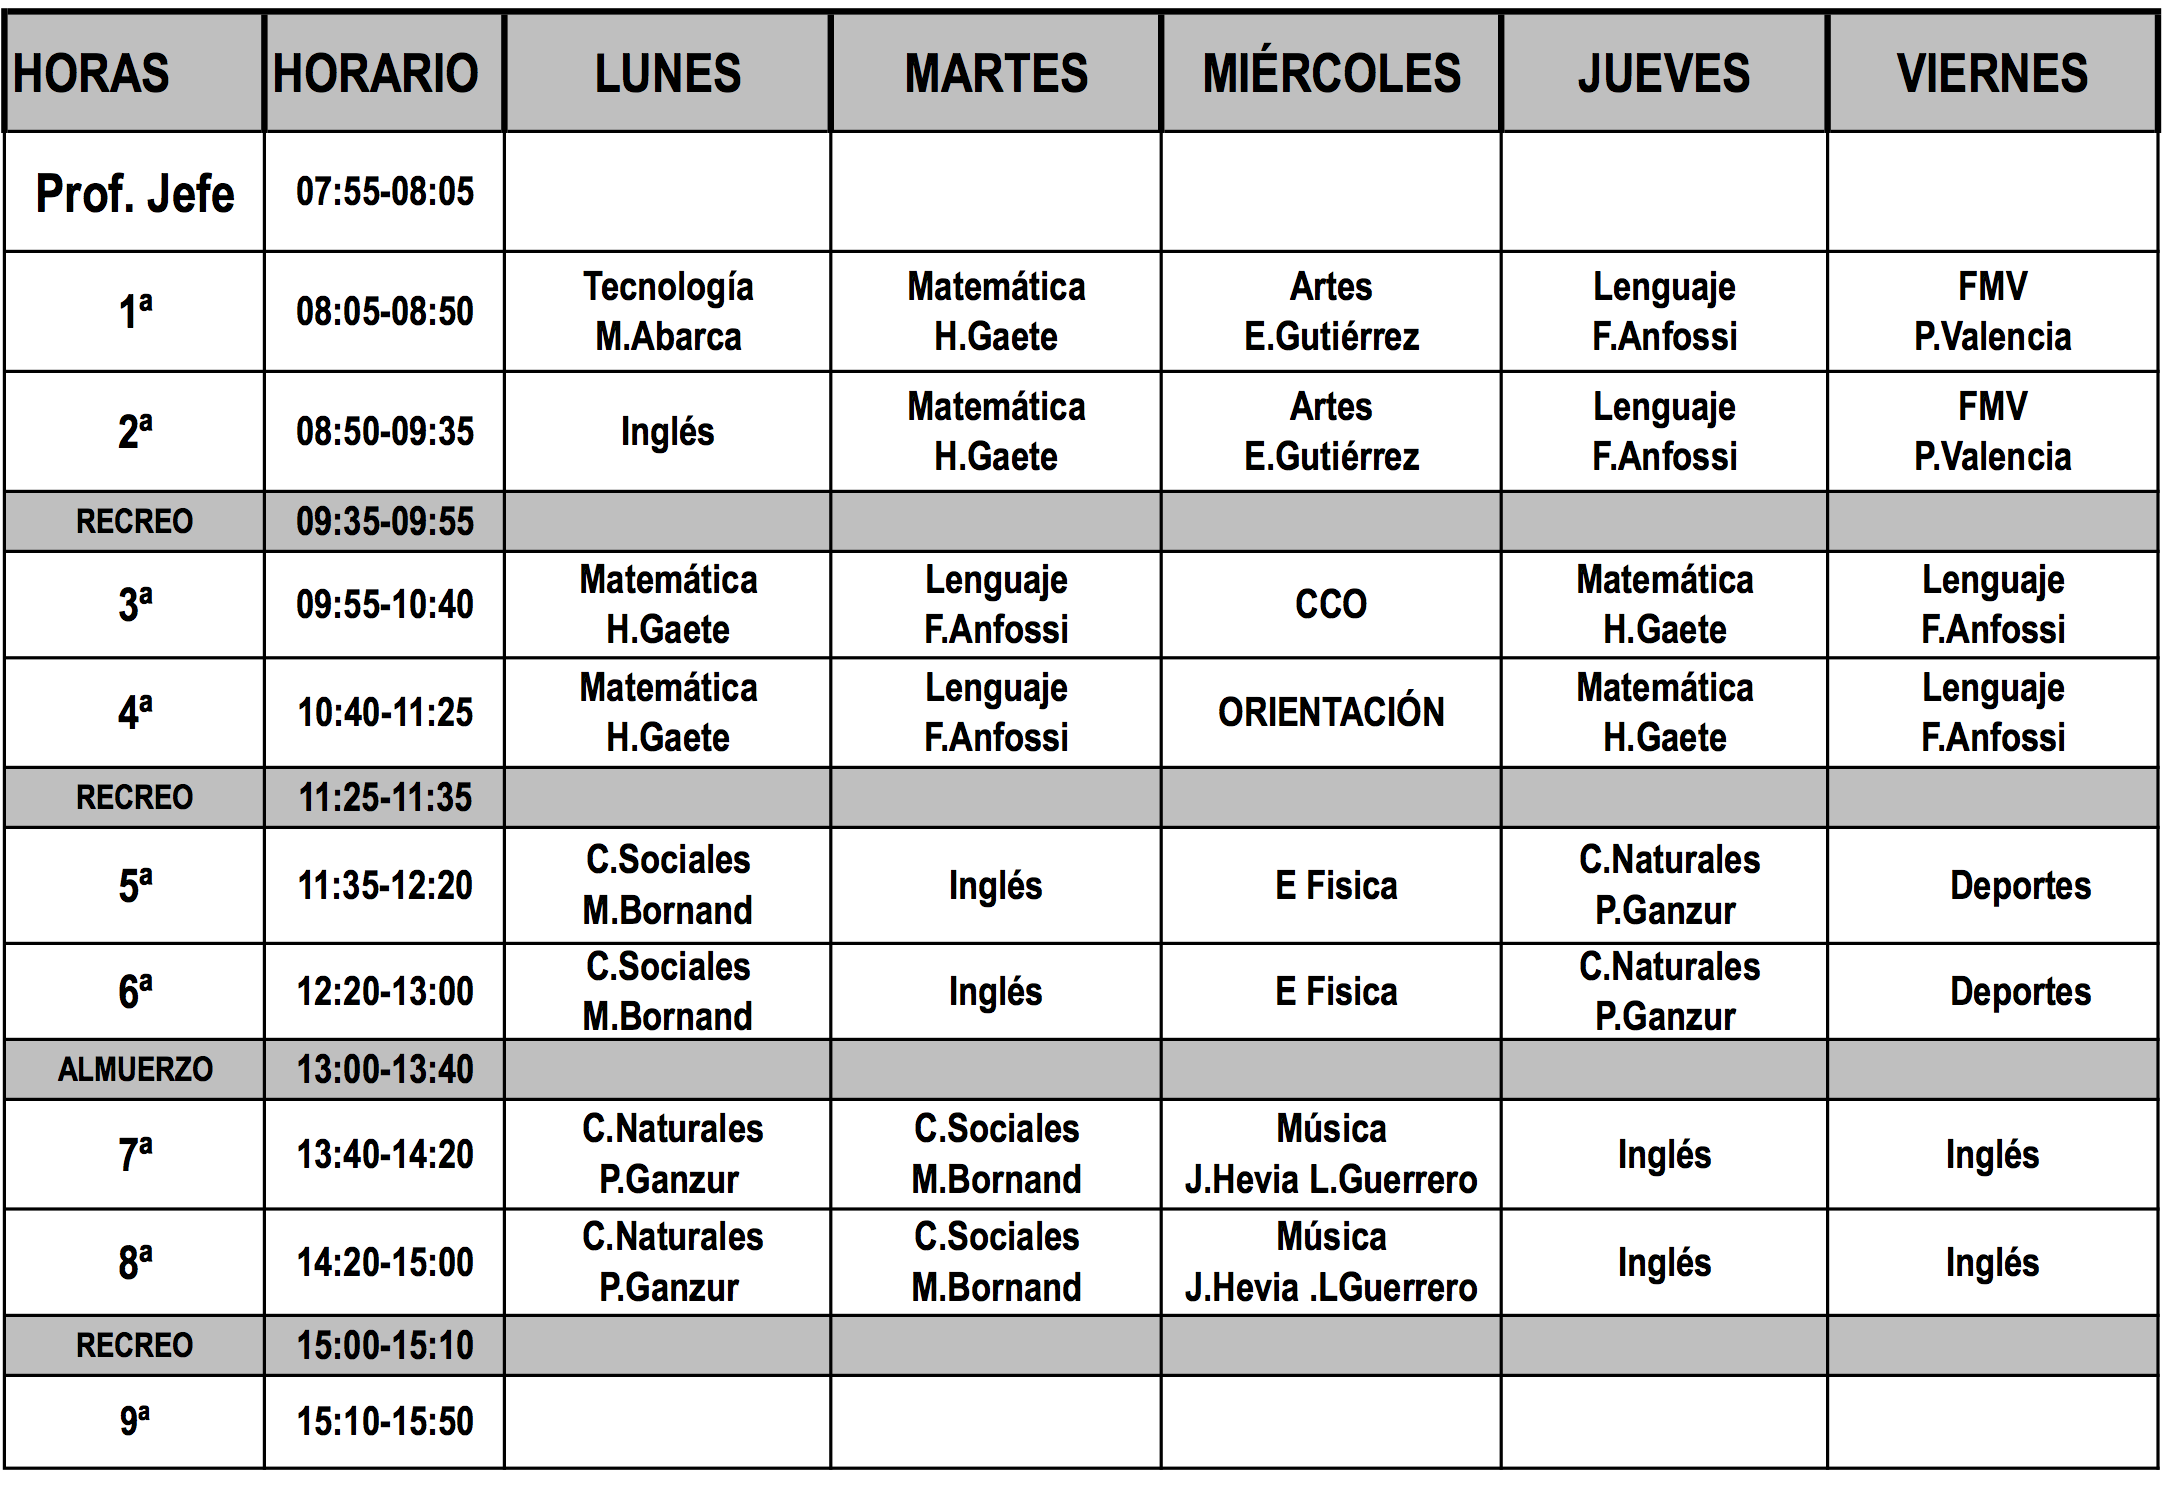 HORAS HORARIO LUNES MARTES MIÉRCOLES JUEVES VIERNES
Prof. Jefe 07:55-08:05
1ª 08:05-08:50 Tecnología Matemática Artes Lenguaje FMV
M.Abarca H.Gaete E.Gutiérrez F.Anfossi P.Valencia
2ª 08:50-09:35 Inglés Matemática Artes Lenguaje FMV
H.Gaete E.Gutiérrez F.Anfossi P.Valencia
RECREO 09:35-09:55
3ª 09:55-10:40 Matemática Lenguaje CCO Matemática Lenguaje
H.Gaete F.Anfossi H.Gaete F.Anfossi
4ª 10:40-11:25 Matemática Lenguaje ORIENTACIÓN Matemática Lenguaje
H.Gaete F.Anfossi H.Gaete F.Anfossi
RECREO 11:25-11:35
5ª 11:35-12:20 C.Sociales Inglés E Fisica C.Naturales Deportes
M.Bornand P.Ganzur
6ª 12:20-13:00 C.Sociales Inglés E Fisica C.Naturales Deportes
M.Bornand P.Ganzur
ALMUERZO 13:00-13:40
7ª 13:40-14:20 C.Naturales C.Sociales Música Inglés Inglés
P.Ganzur M.Bornand J.Hevia L.Guerrero
8ª 14:20-15:00 C.Naturales C.Sociales Música Inglés Inglés
P.Ganzur M.Bornand J.Hevia .LGuerrero
RECREO 15:00-15:10
9ª 15:10-15:50